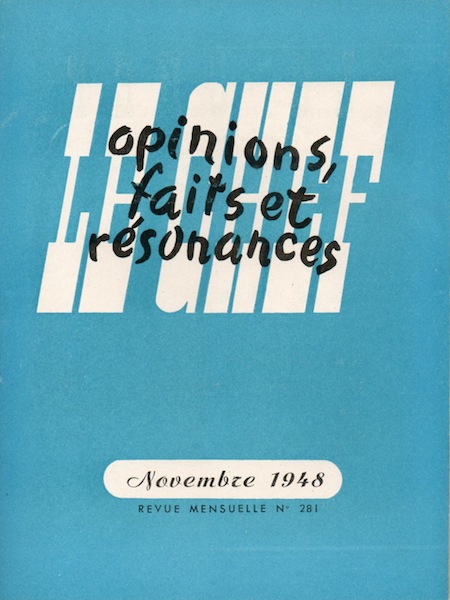 LE CHEF
opinions,
faits et
résonances
Novembre 1948
REVUE MENSUELLE N° 281